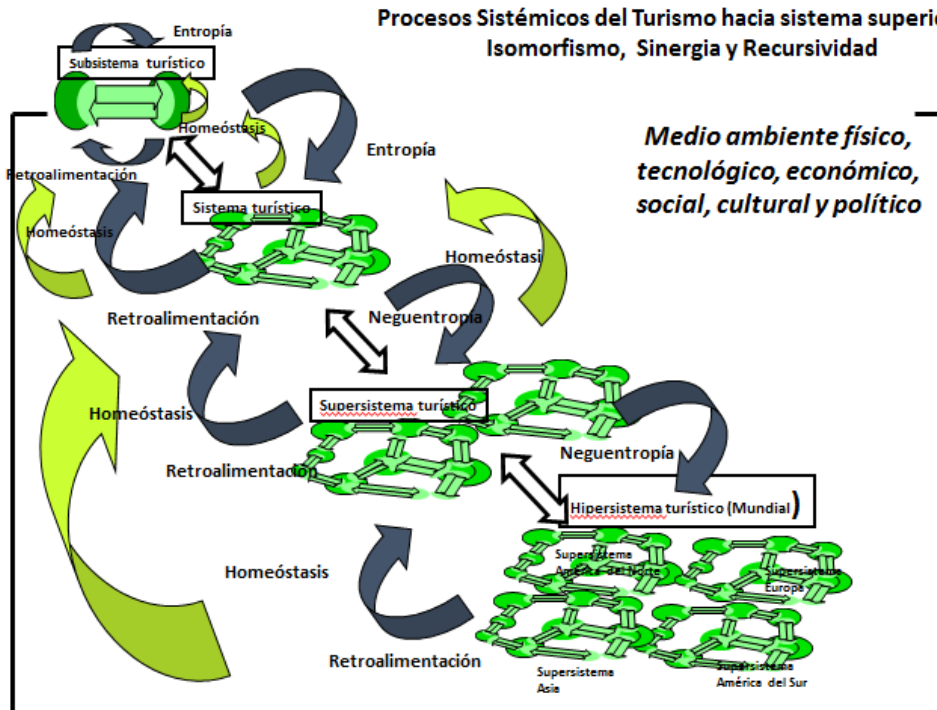 Procesos Sistémicos del Turismo hacia sistema superio
Isomorfismo, Sinergia y Recursividad
Entropía
Subsistema turístico
Homeóstasis
Retroalimentación
Entropía
Medio ambiente físico,
tecnológico, económico,
social, cultural y político
Sistema turístico
Homeóstasis
Homeóstasi
Retroalimentación
Neguentropía
Supersistema turístico
Homeóstasis
Retroalimentación
Neguentropía
Hipersistema turístico (Mundial)
Supersistema
América del Norte
Supersistema
Europa
Homeóstasis
Retroalimentación
Supersistema
Asia
Supersistema
América del Sur